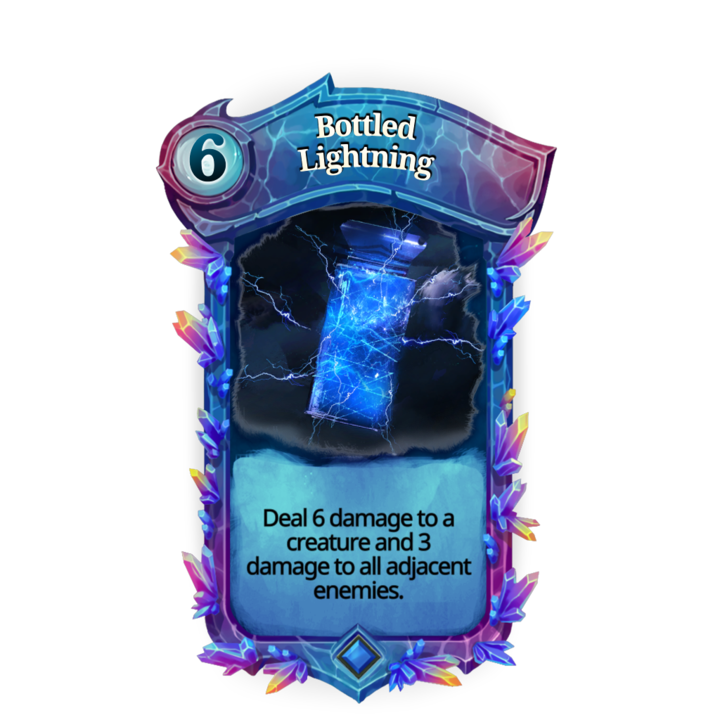 6
Bottled
Lightning
Deal 6 damage to a
creature and 3
damage to all adjacent
enemies.